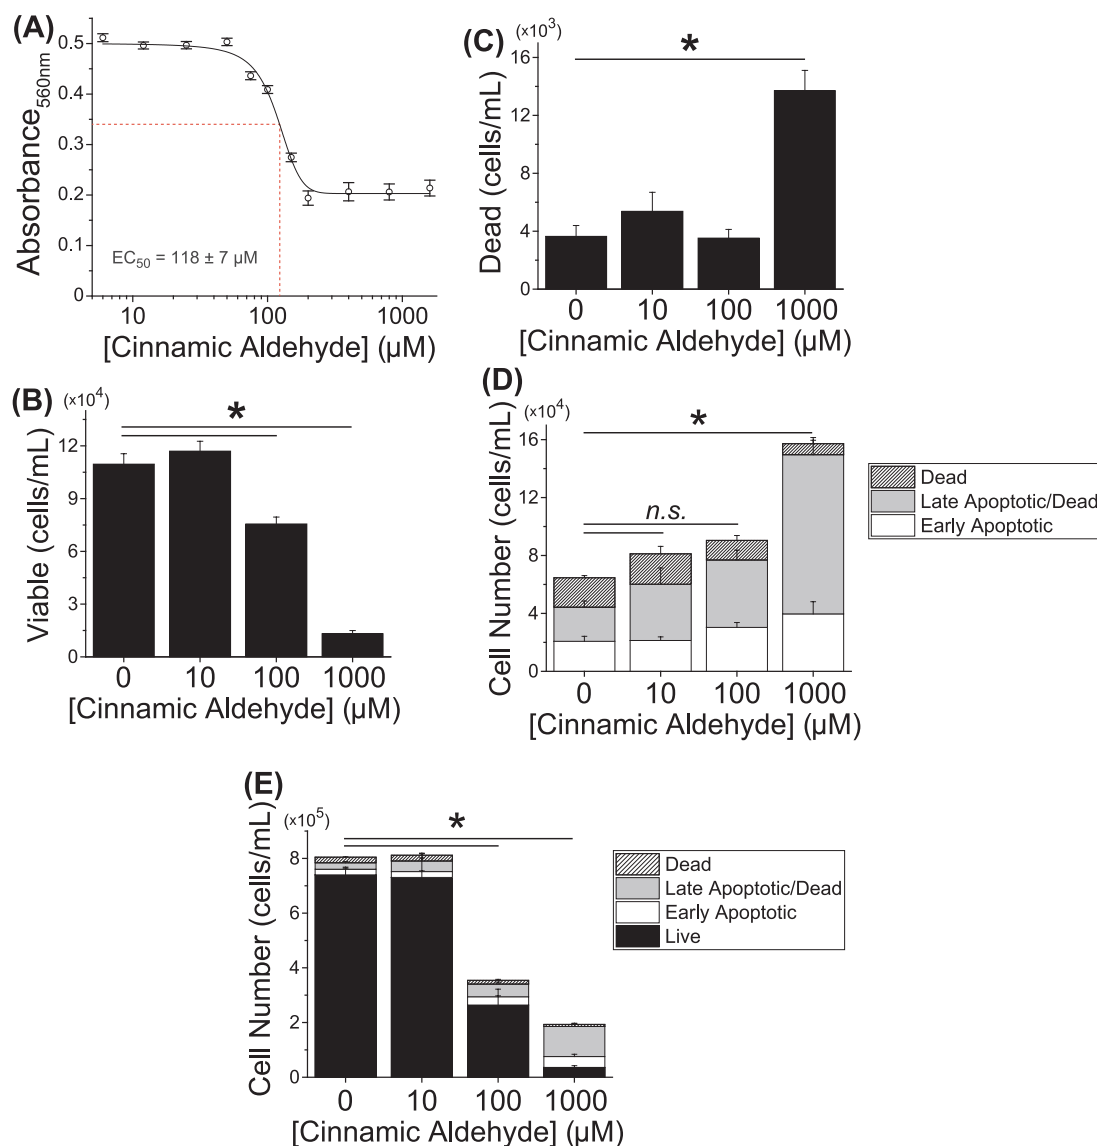 (A)
0.5
0.4
0.3
0.2
0.1
0
Absorbance560nm
EC50 = 118 ± 7 µM
10 100 1000
[Cinnamic Aldehyde] (µM)
(C)
(×10³)
*
16
12
8
4
0
Dead (cells/mL)
0 10 100 1000
[Cinnamic Aldehyde] (µM)
(B)
(×10⁴)
*
12
9
6
3
0
Viable (cells/mL)
0 10 100 1000
[Cinnamic Aldehyde] (µM)
(D)
(×10⁴)
*
n.s.
16
12
8
4
0
Cell Number (cells/mL)
0 10 100 1000
[Cinnamic Aldehyde] (µM)
Dead
Late Apoptotic/Dead
Early Apoptotic
(E)
(×10⁵)
*
8
6
4
2
0
Cell Number (cells/mL)
0 10 100 1000
[Cinnamic Aldehyde] (µM)
Dead
Late Apoptotic/Dead
Early Apoptotic
Live